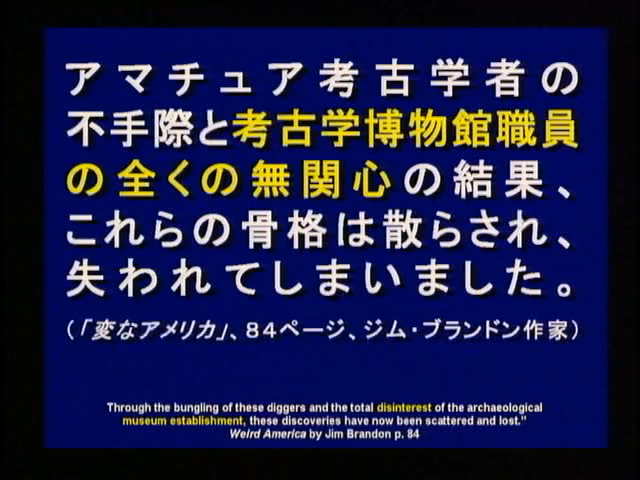 アマチュア考古学者の
不手際と考古学博物館職員
の全くの無関心の結果、
これらの骨格は散らされ、
失われてしまいました。
(「変なアメリカ」、84ページ、ジム・ブランドン作家)
Through the bungling of these diggers and the total disinterest of the archaeological
museum establishment, these discoveries have now been scattered and lost."
Weird America by Jim Brandon p. 84